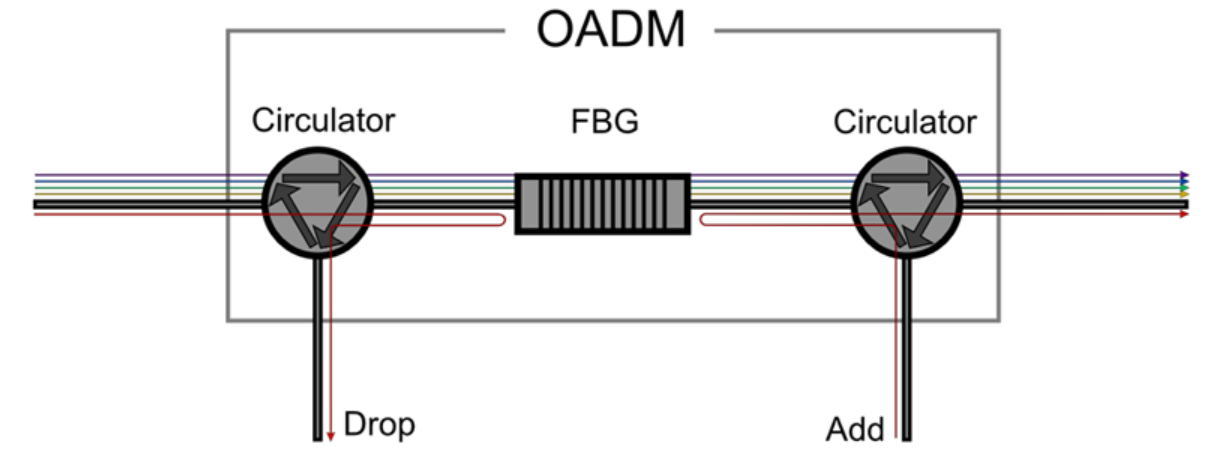 OADM
Circulator
FBG
Circulator
Drop
Add